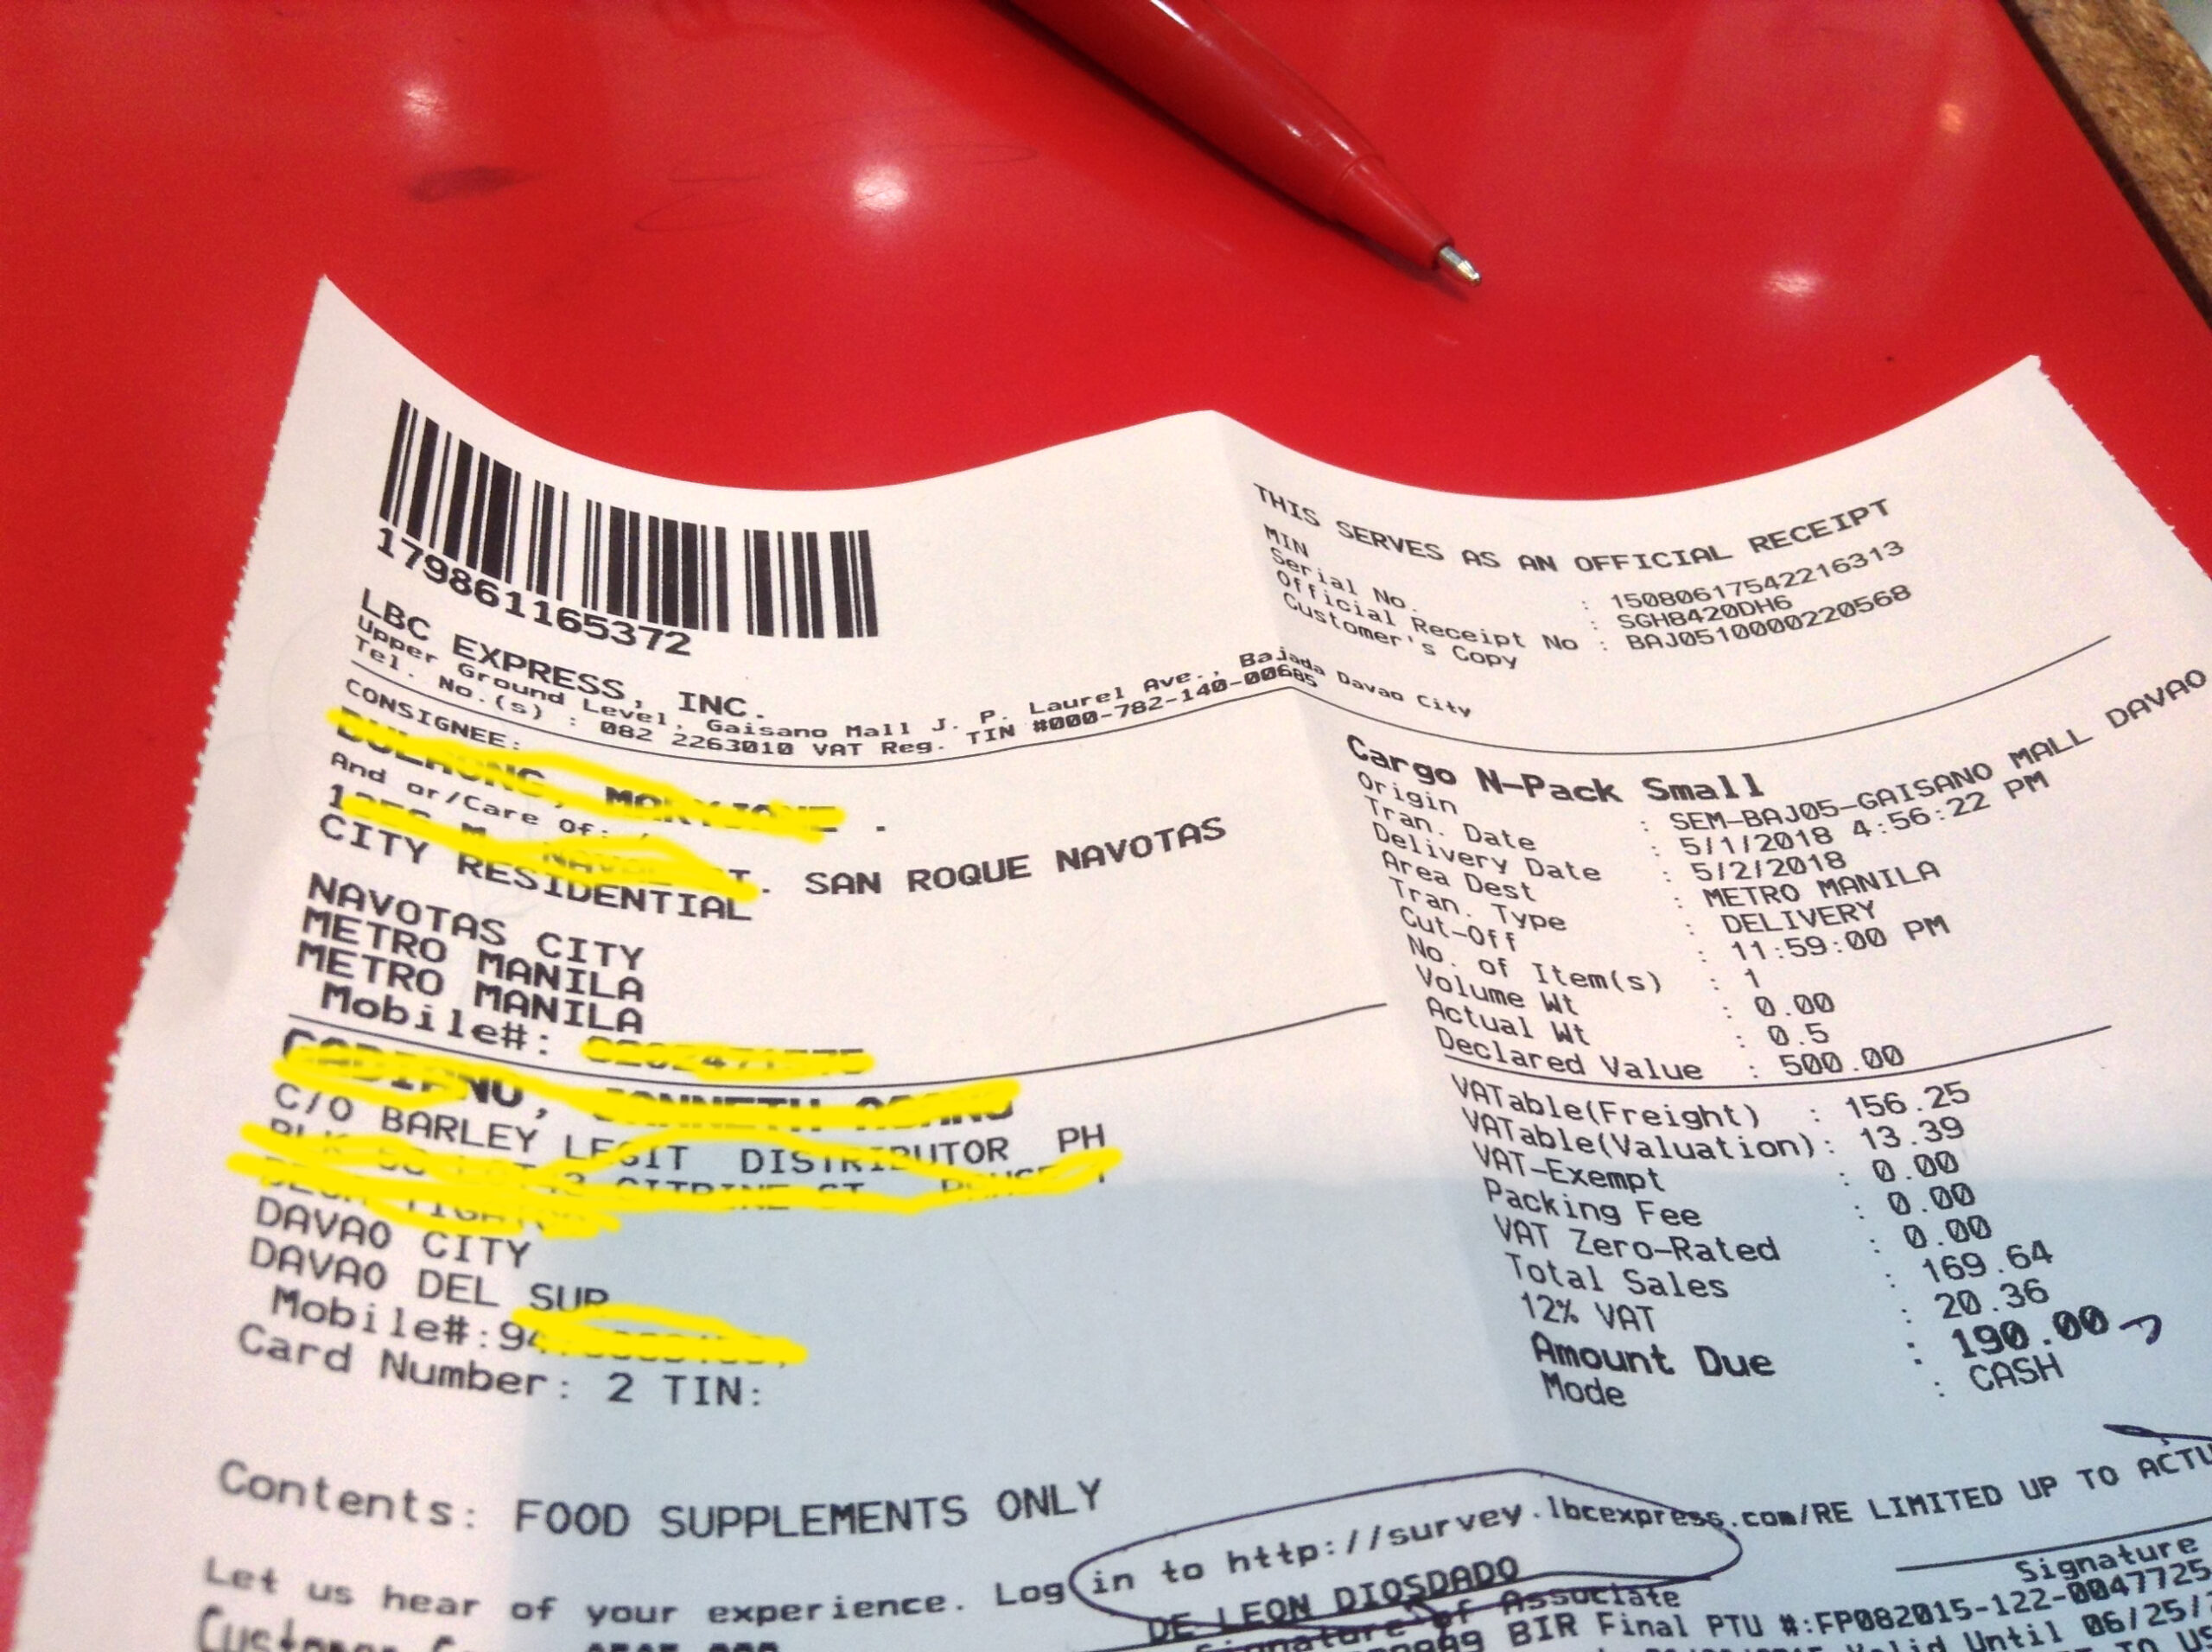 179861165372
LBC EXPRESS, INC.
Upper Ground Level, Gaisano Mall J. P. Laurel Ave., Bajada Davao City
Tel. No.(s) : 082 2263010 VAT Reg. TIN #000-782-140-00685
CONSIGNEE:
And or/Care Of:
ST. SAN ROQUE NAVOTAS
CITY RESIDENTIAL
NAVOTAS CITY
METRO MANILA
METRO MANILA
Mobile#:
C/O BARLEY LEGIT DISTRIBUTOR PH
DAVAO CITY
DAVAO DEL SUR
Mobile#:
Card Number: 2 TIN:
Contents: FOOD SUPPLEMENTS ONLY
THIS SERVES AS AN OFFICIAL RECEIPT
MIN : 15080617542216313
Serial No. : SGH8420DH6
Official Receipt No : BAJ0510000220568
Customer's Copy
Cargo N-Pack Small
Origin : SEM-BAJ05-GAISANO MALL DAVAO
Tran. Date : 5/1/2018 4:56:22 PM
Delivery Date : 5/2/2018
Area Dest : METRO MANILA
Tran. Type : DELIVERY
Cut-Off : 11:59:00 PM
No. of Item(s) : 1
Volume Wt : 0.00
Actual Wt : 0.5
Declared Value : 500.00
VATable(Freight) : 156.25
VATable(Valuation): 13.39
VAT-Exempt : 0.00
Packing Fee : 0.00
VAT Zero-Rated : 0.00
Total Sales : 169.64
12% VAT : 20.36
Amount Due : 190.00
Mode : CASH
Let us hear of your experience. Log in to http://survey.lbcexpress.com/RE LIMITED UP TO
DE LEON DIOSDADO
Signature of Associate
Signature
BIR Final PTU #:FP082015-122-0047725
Valid Until 06/25/
Customer